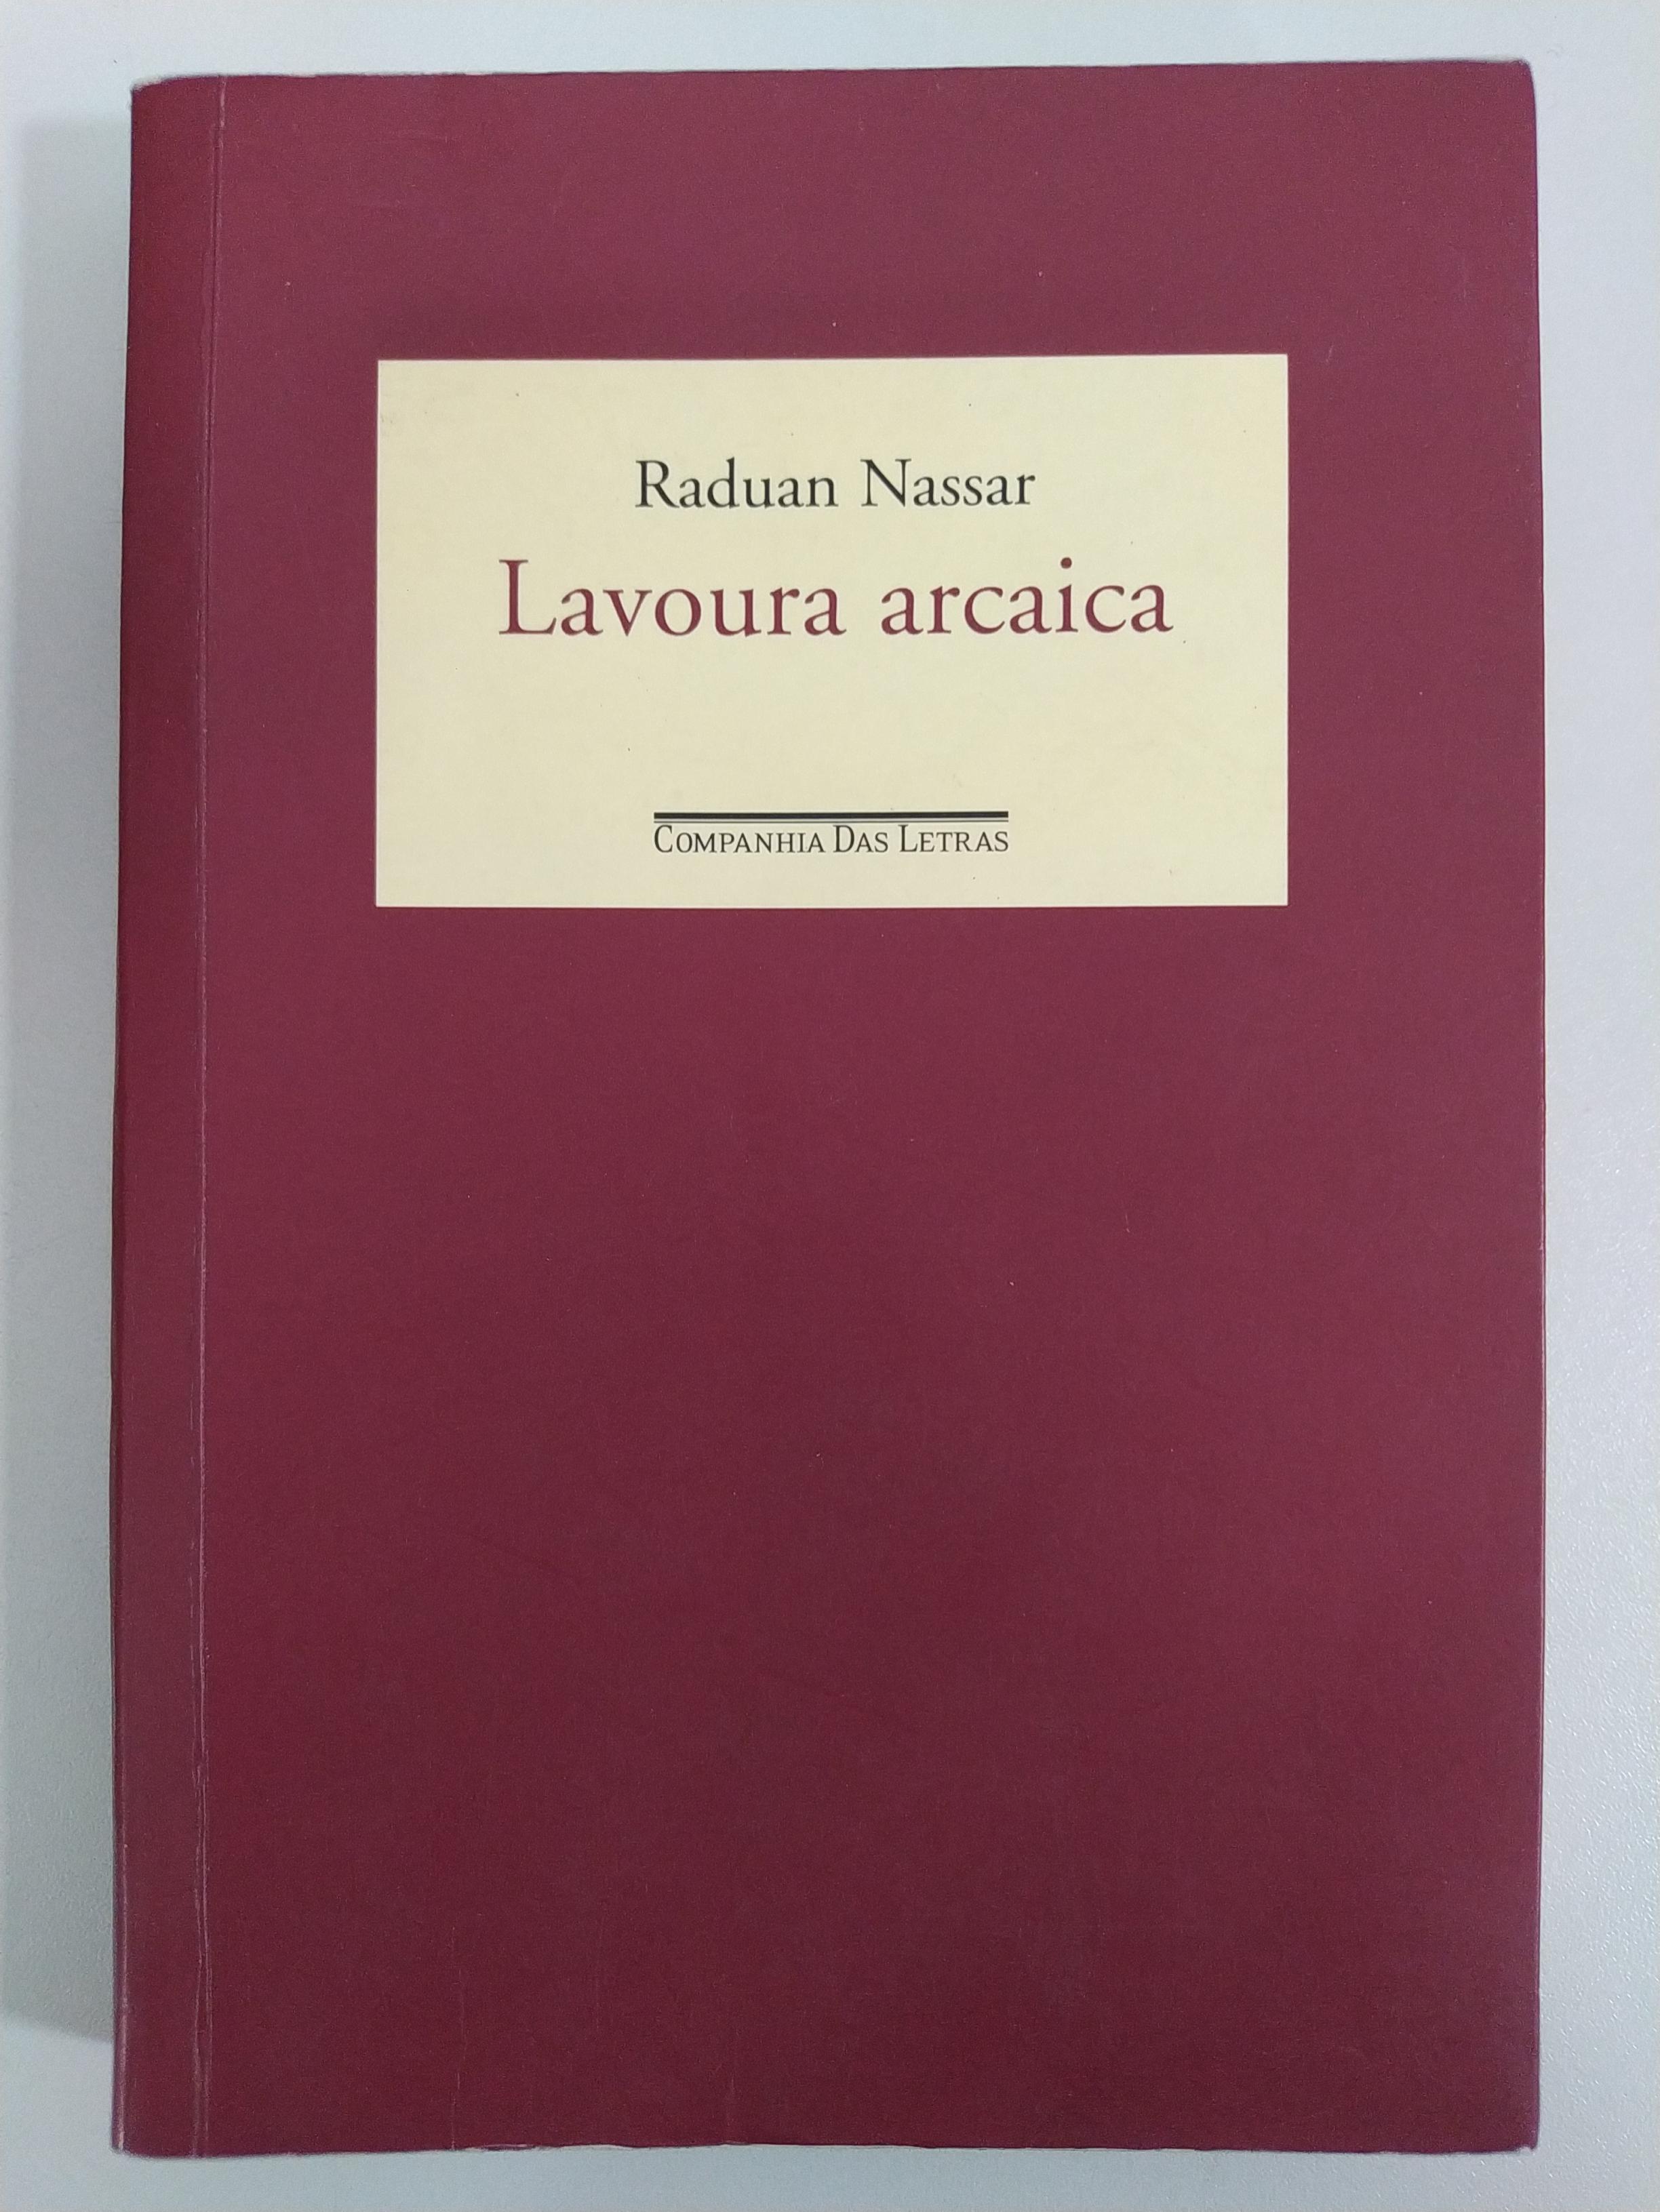 Raduan Nassar
Lavoura arcaica
COMPANHIA DAS LETRAS